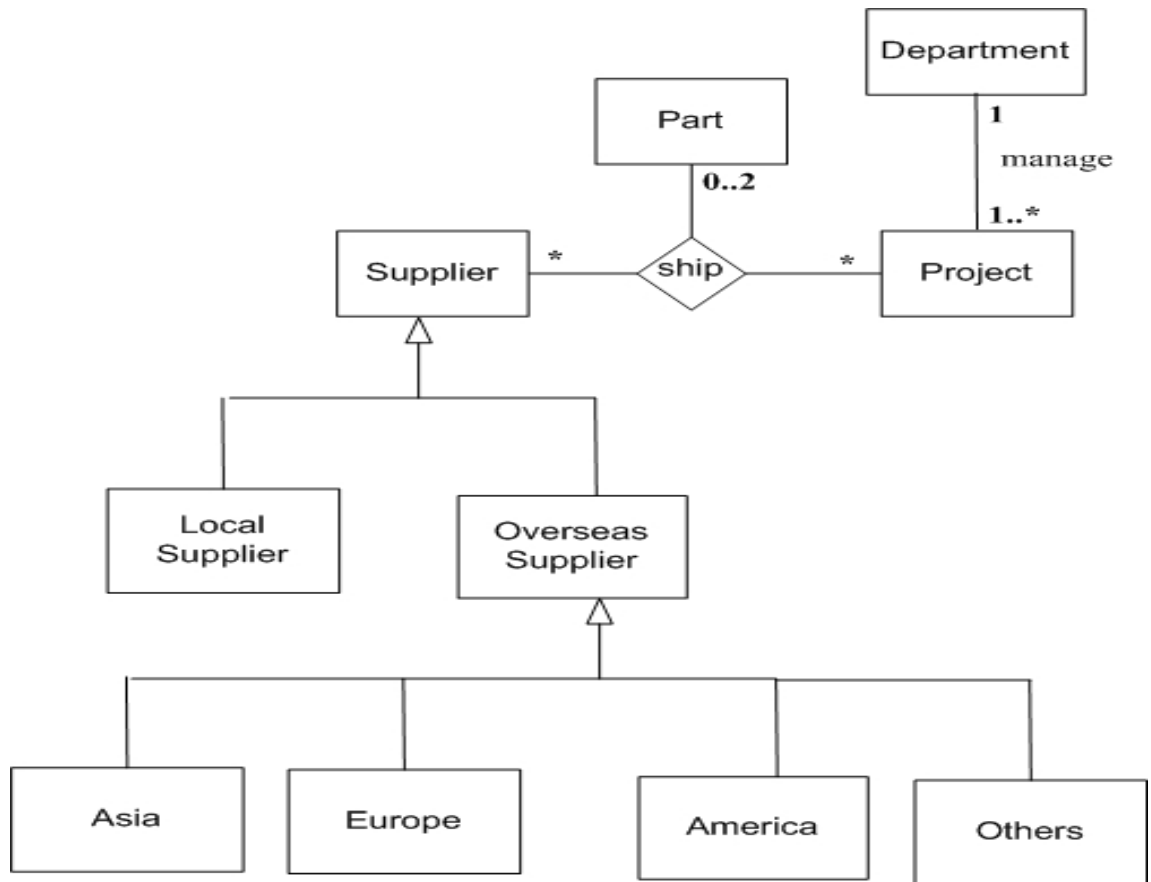 Department
1
manage
1..*
Part
0..2
Supplier
*
ship
*
Project
Local
Supplier
Overseas
Supplier
Asia
Europe
America
Others